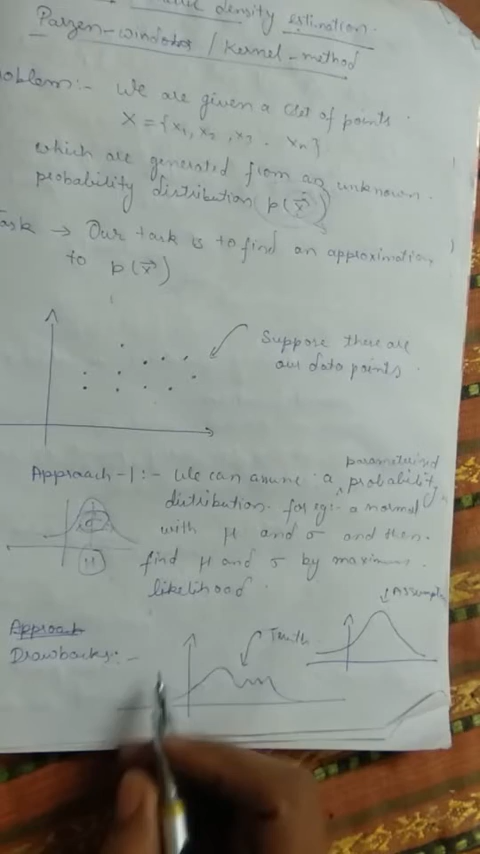 density estimation.
Parzen-windows / Kernel-method
oblem:- We are given a set of points.
X = {x1, x2, x3 . xn}
which are generated from an unknown
probability distribution p(x⃗)
ask → Our task is to find an approximation
to p(x⃗)
Suppose these are
our data points.
Approach-1:- We can assume a parameterized probability
distribution. for eg:- a normal
with μ and σ and then
find μ and σ by maximum
likelihood.
σ
μ
Assumption
Approach
Drawbacks:-
Truth